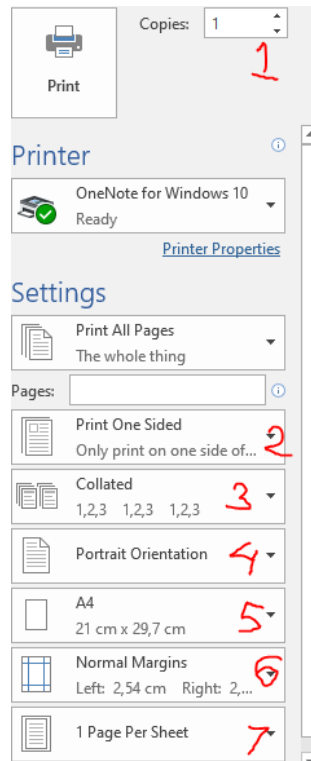 Copies: 1
1
Print
Printer
OneNote for Windows 10
Ready
Printer Properties
Settings
Print All Pages
The whole thing
Pages:
Print One Sided
Only print on one side of...
2
Collated
1,2,3 1,2,3 1,2,3
3
Portrait Orientation
4
A4
21 cm x 29,7 cm
5
Normal Margins
Left: 2,54 cm Right: 2,...
6
1 Page Per Sheet
7